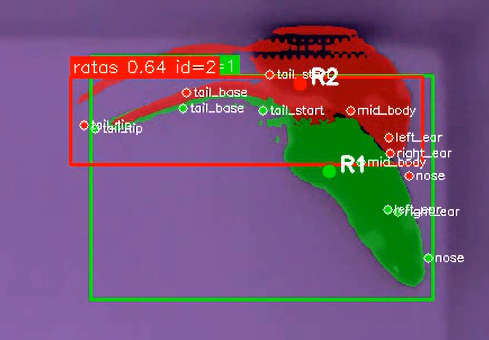 ratas 0.64 id=2=1
tail_start
R2
tail_base
tail_base
tail_start
mid_body
tail_tip
left_ear
right_ear
mid_body
R1
nose
right_ear
nose